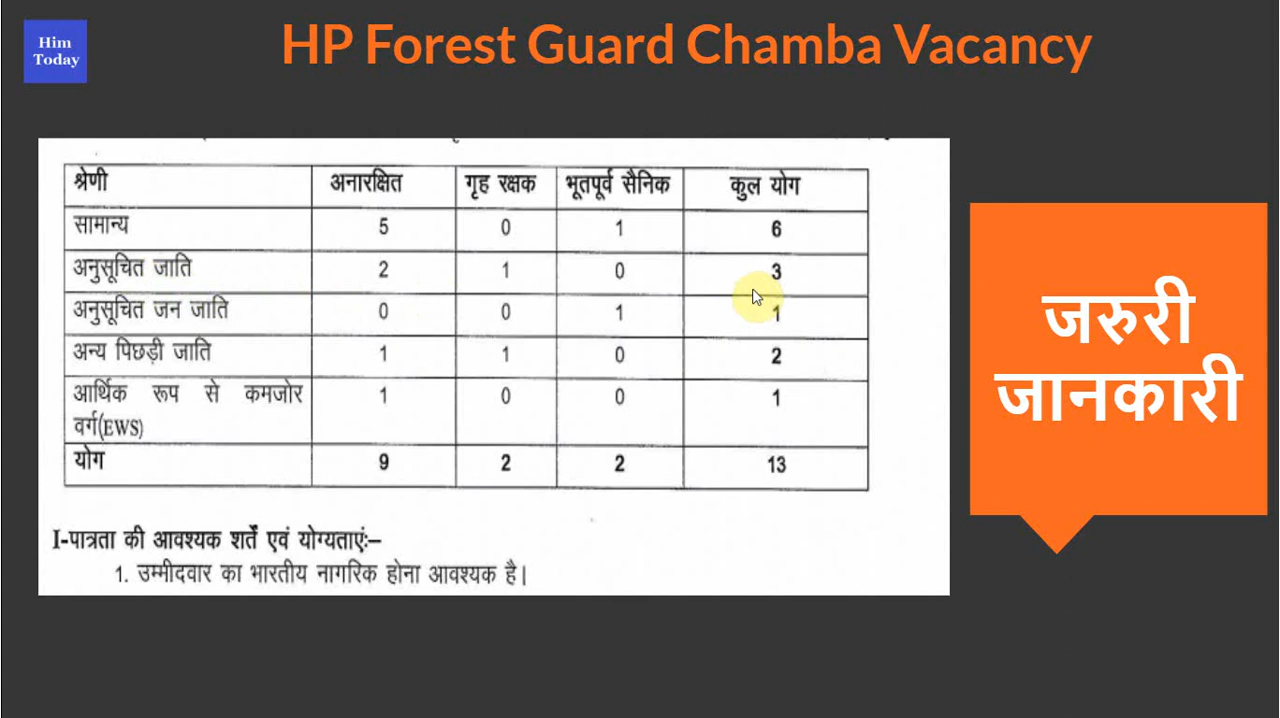 Him
Today
HP Forest Guard Chamba Vacancy
श्रेणी अनारक्षित गृह रक्षक भूतपूर्व सैनिक कुल योग
सामान्य 5 0 1 6
अनुसूचित जाति 2 1 0 3
अनुसूचित जन जाति 0 0 1 1
अन्य पिछड़ी जाति 1 1 0 2
आर्थिक रूप से कमजोर 1 0 0 1
वर्ग(EWS)
योग 9 2 2 13
I-पात्रता की आवश्यक शर्तें एवं योग्यताएं:–
1. उम्मीदवार का भारतीय नागरिक होना आवश्यक है।
जरुरी
जानकारी